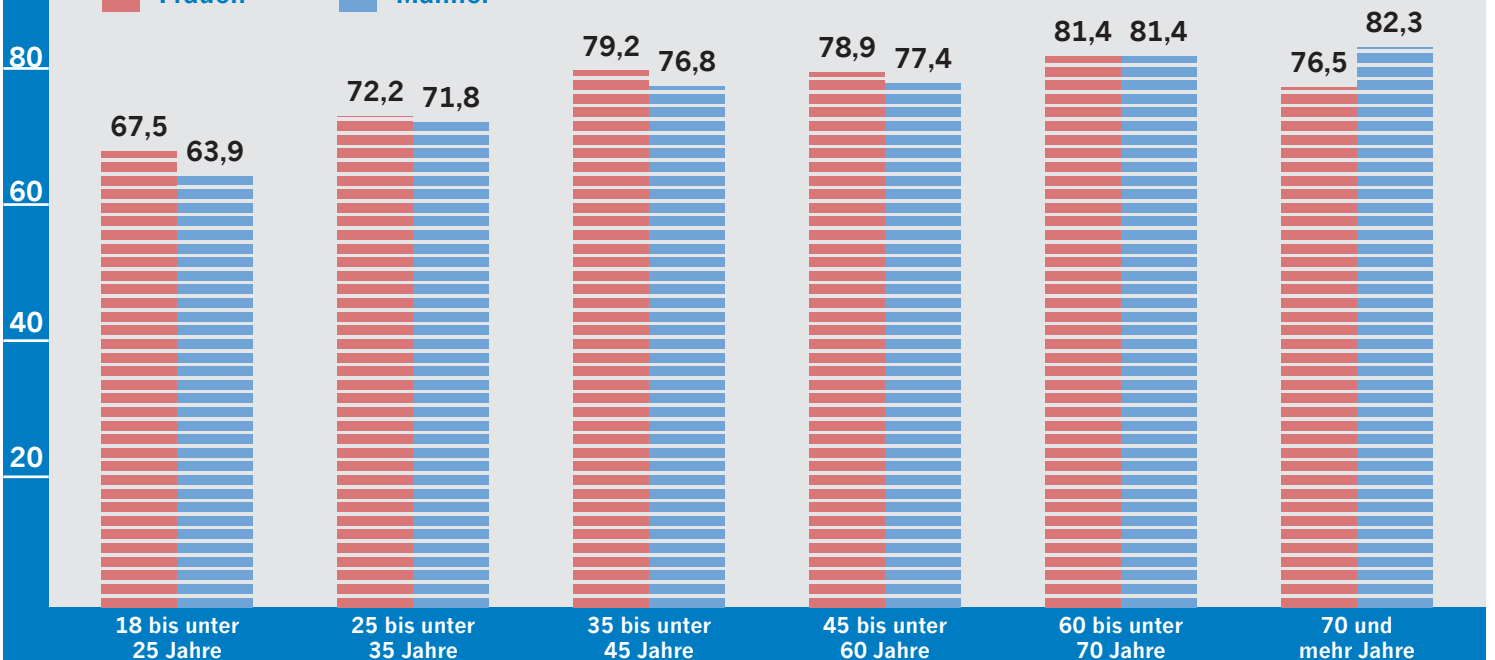 Frauen Männer
80
60
40
20
67,5 63,9
72,2 71,8
79,2 76,8
78,9 77,4
81,4 81,4
76,5 82,3
18 bis unter
25 Jahre
25 bis unter
35 Jahre
35 bis unter
45 Jahre
45 bis unter
60 Jahre
60 bis unter
70 Jahre
70 und
mehr Jahre